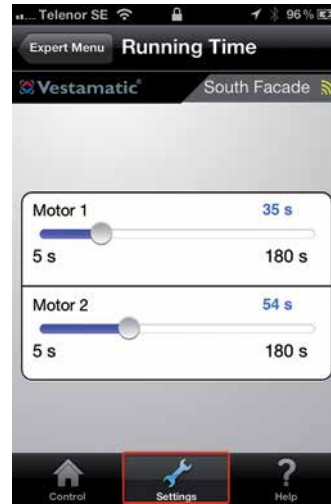 Telenor SE 96 %
Expert Menu Running Time
Vestamatic® South Facade
Motor 1 35 s
5 s 180 s
Motor 2 54 s
5 s 180 s
Control Settings Help